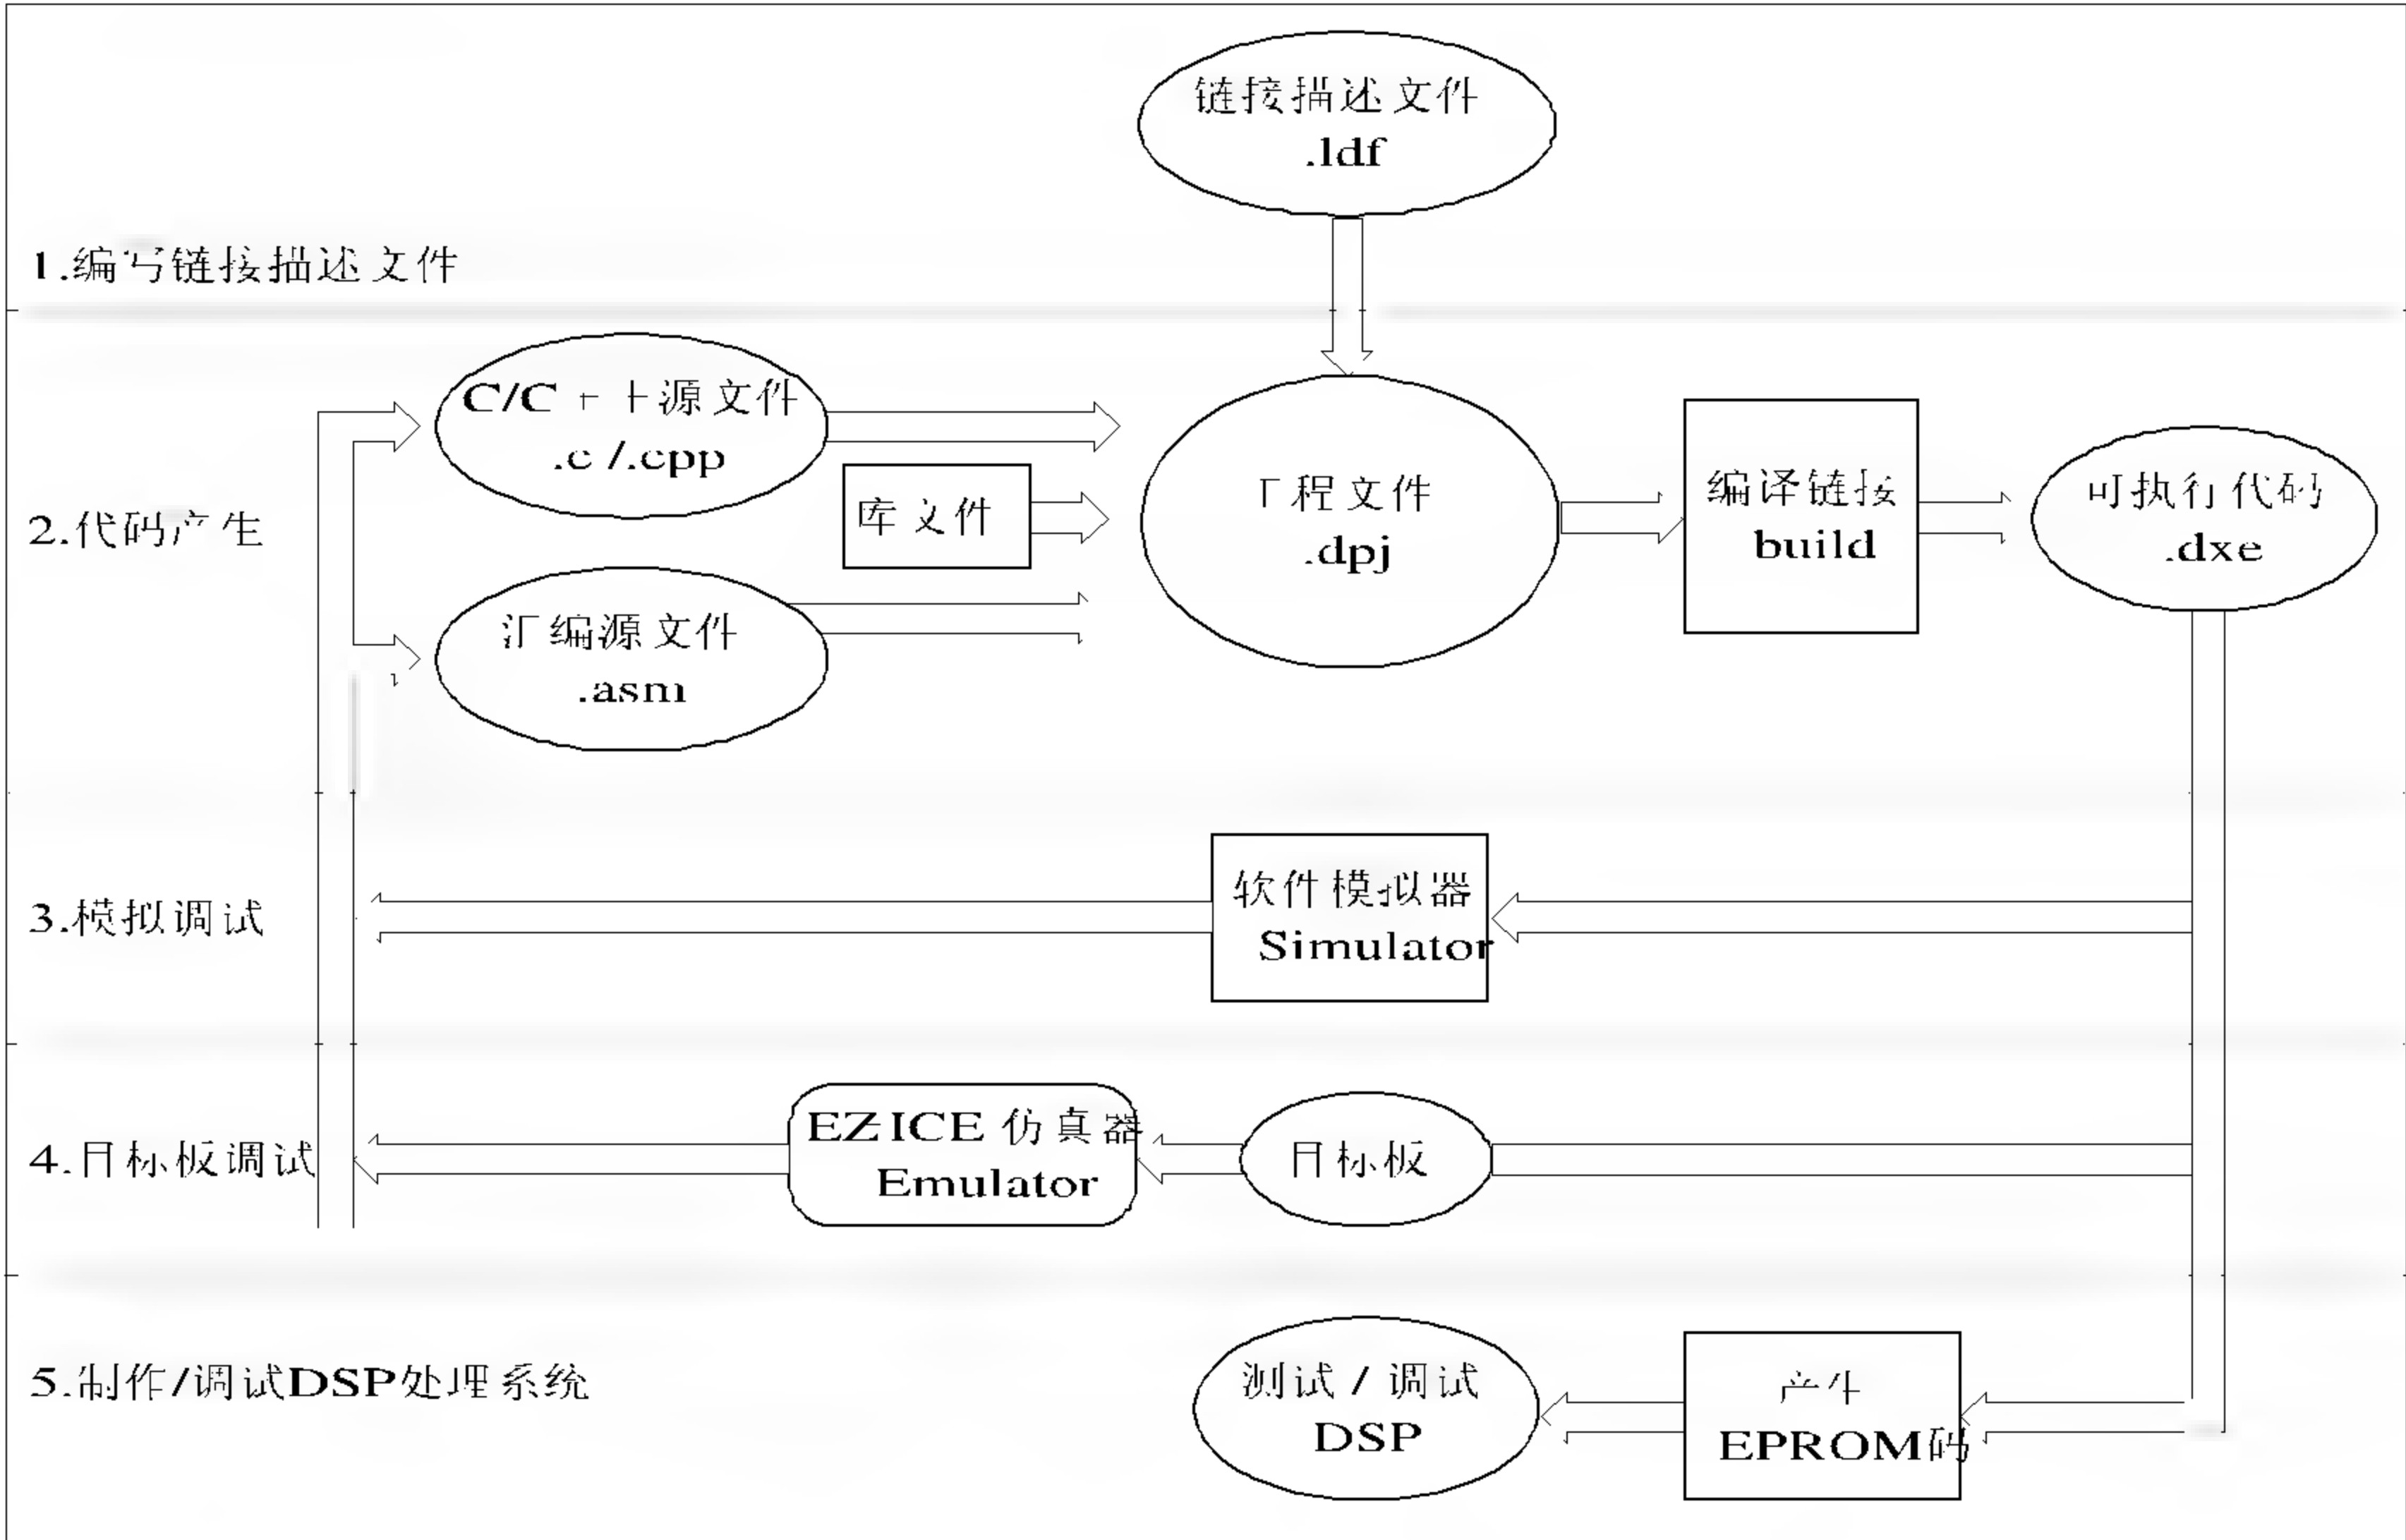 链接描述文件
.ldf
1.编写链接描述文件
C/C++源文件
.c /.cpp
库文件
工程文件
.dpj
编译链接
build
可执行代码
.dxe
2.代码产生
汇编源文件
.asm
3.模拟调试
软件模拟器
Simulator
4.目标板调试
EZICE 仿真器
Emulator
目标板
5.制作/调试DSP处理系统
测试 / 调试
DSP
产生
EPROM码